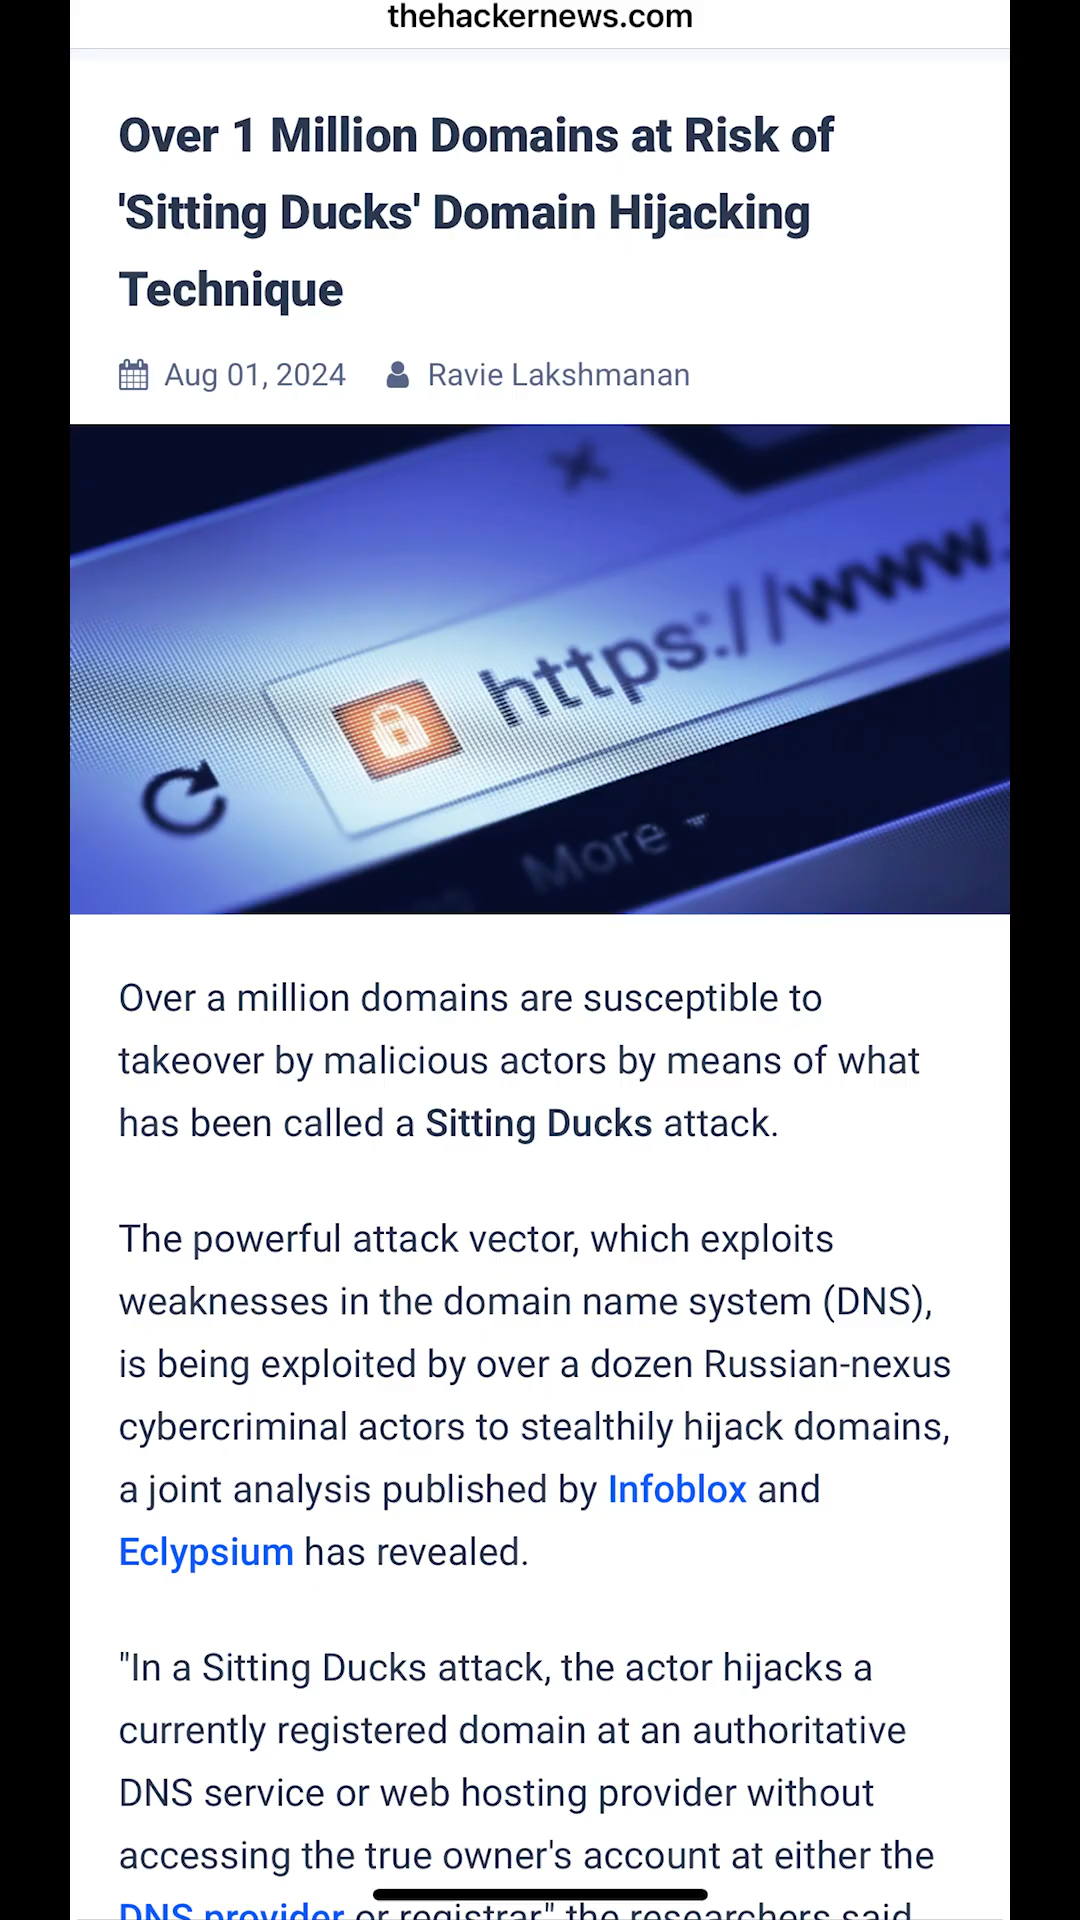 thehackernews.com
Over 1 Million Domains at Risk of
'Sitting Ducks' Domain Hijacking
Technique
Aug 01, 2024 Ravie Lakshmanan
https://www.
More
Over a million domains are susceptible to
takeover by malicious actors by means of what
has been called a Sitting Ducks attack.
The powerful attack vector, which exploits
weaknesses in the domain name system (DNS),
is being exploited by over a dozen Russian-nexus
cybercriminal actors to stealthily hijack domains,
a joint analysis published by Infoblox and
Eclypsium has revealed.
"In a Sitting Ducks attack, the actor hijacks a
currently registered domain at an authoritative
DNS service or web hosting provider without
accessing the true owner's account at either the
DNS provider or registrar," the researchers said